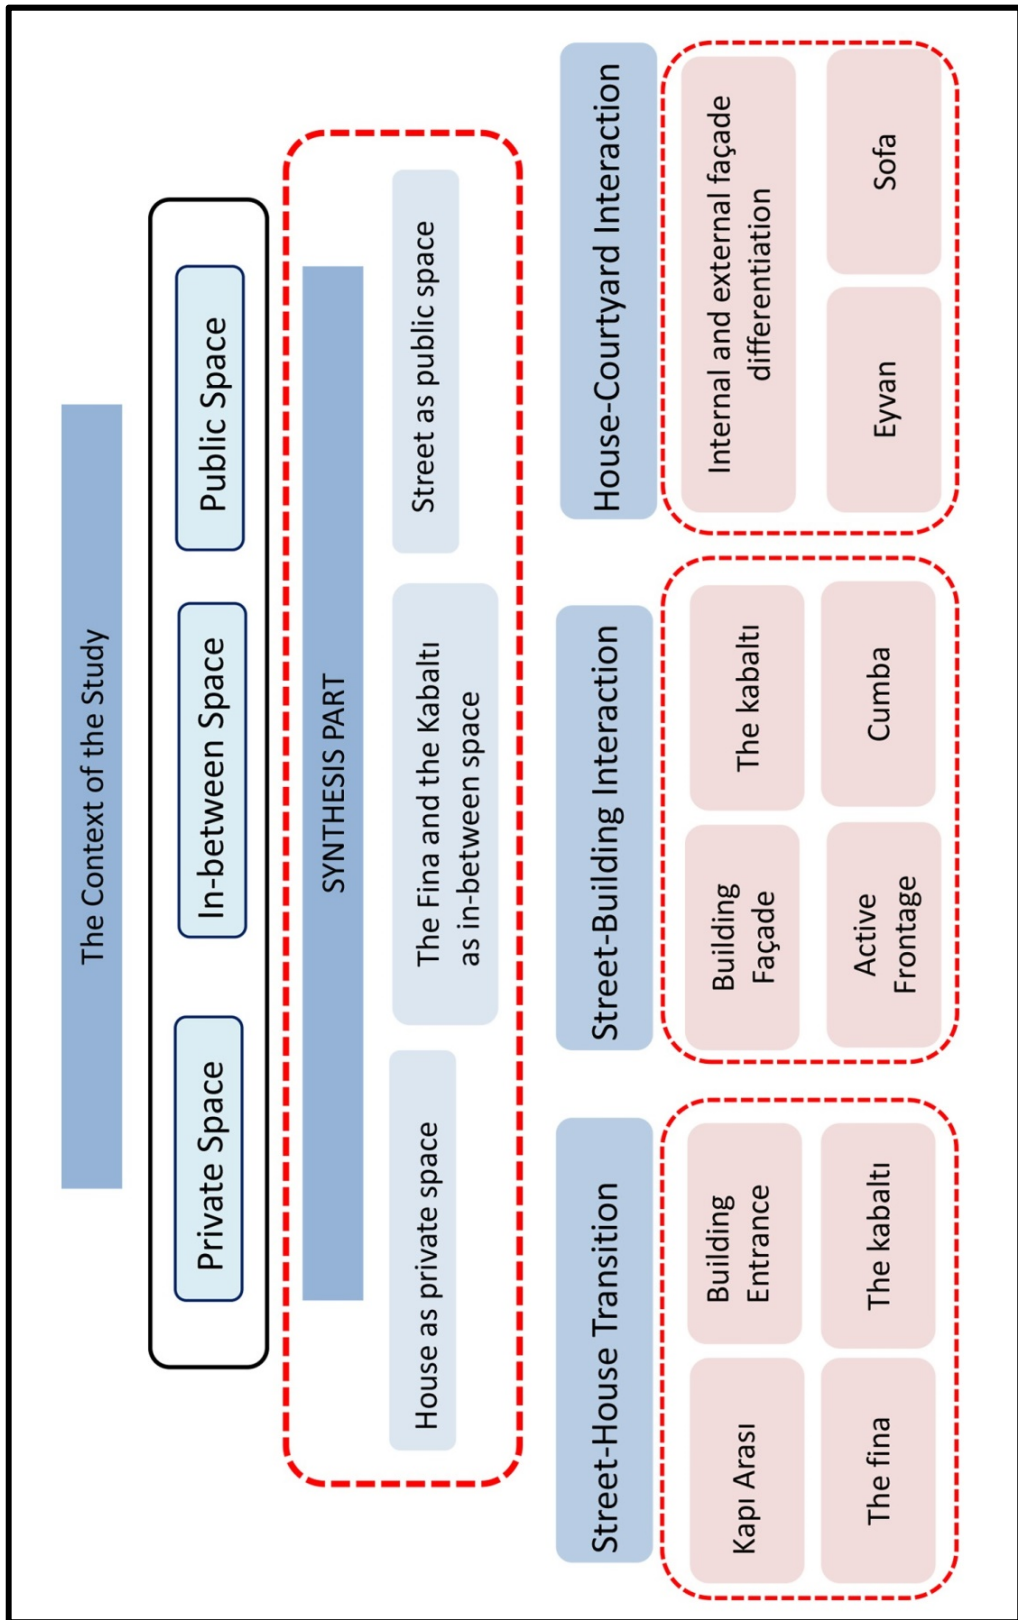 The Context of the Study
Private Space
In-between Space
Public Space
SYNTHESIS PART
House as private space
The Fina and the Kabaltı
as in-between space
Street as public space
Street-House Transition
Kapı Arası
Building
Entrance
The fina
The kabaltı
Street-Building Interaction
Building
Façade
The kabaltı
Active
Frontage
Cumba
House-Courtyard Interaction
Internal and external façade
differentiation
Eyvan
Sofa